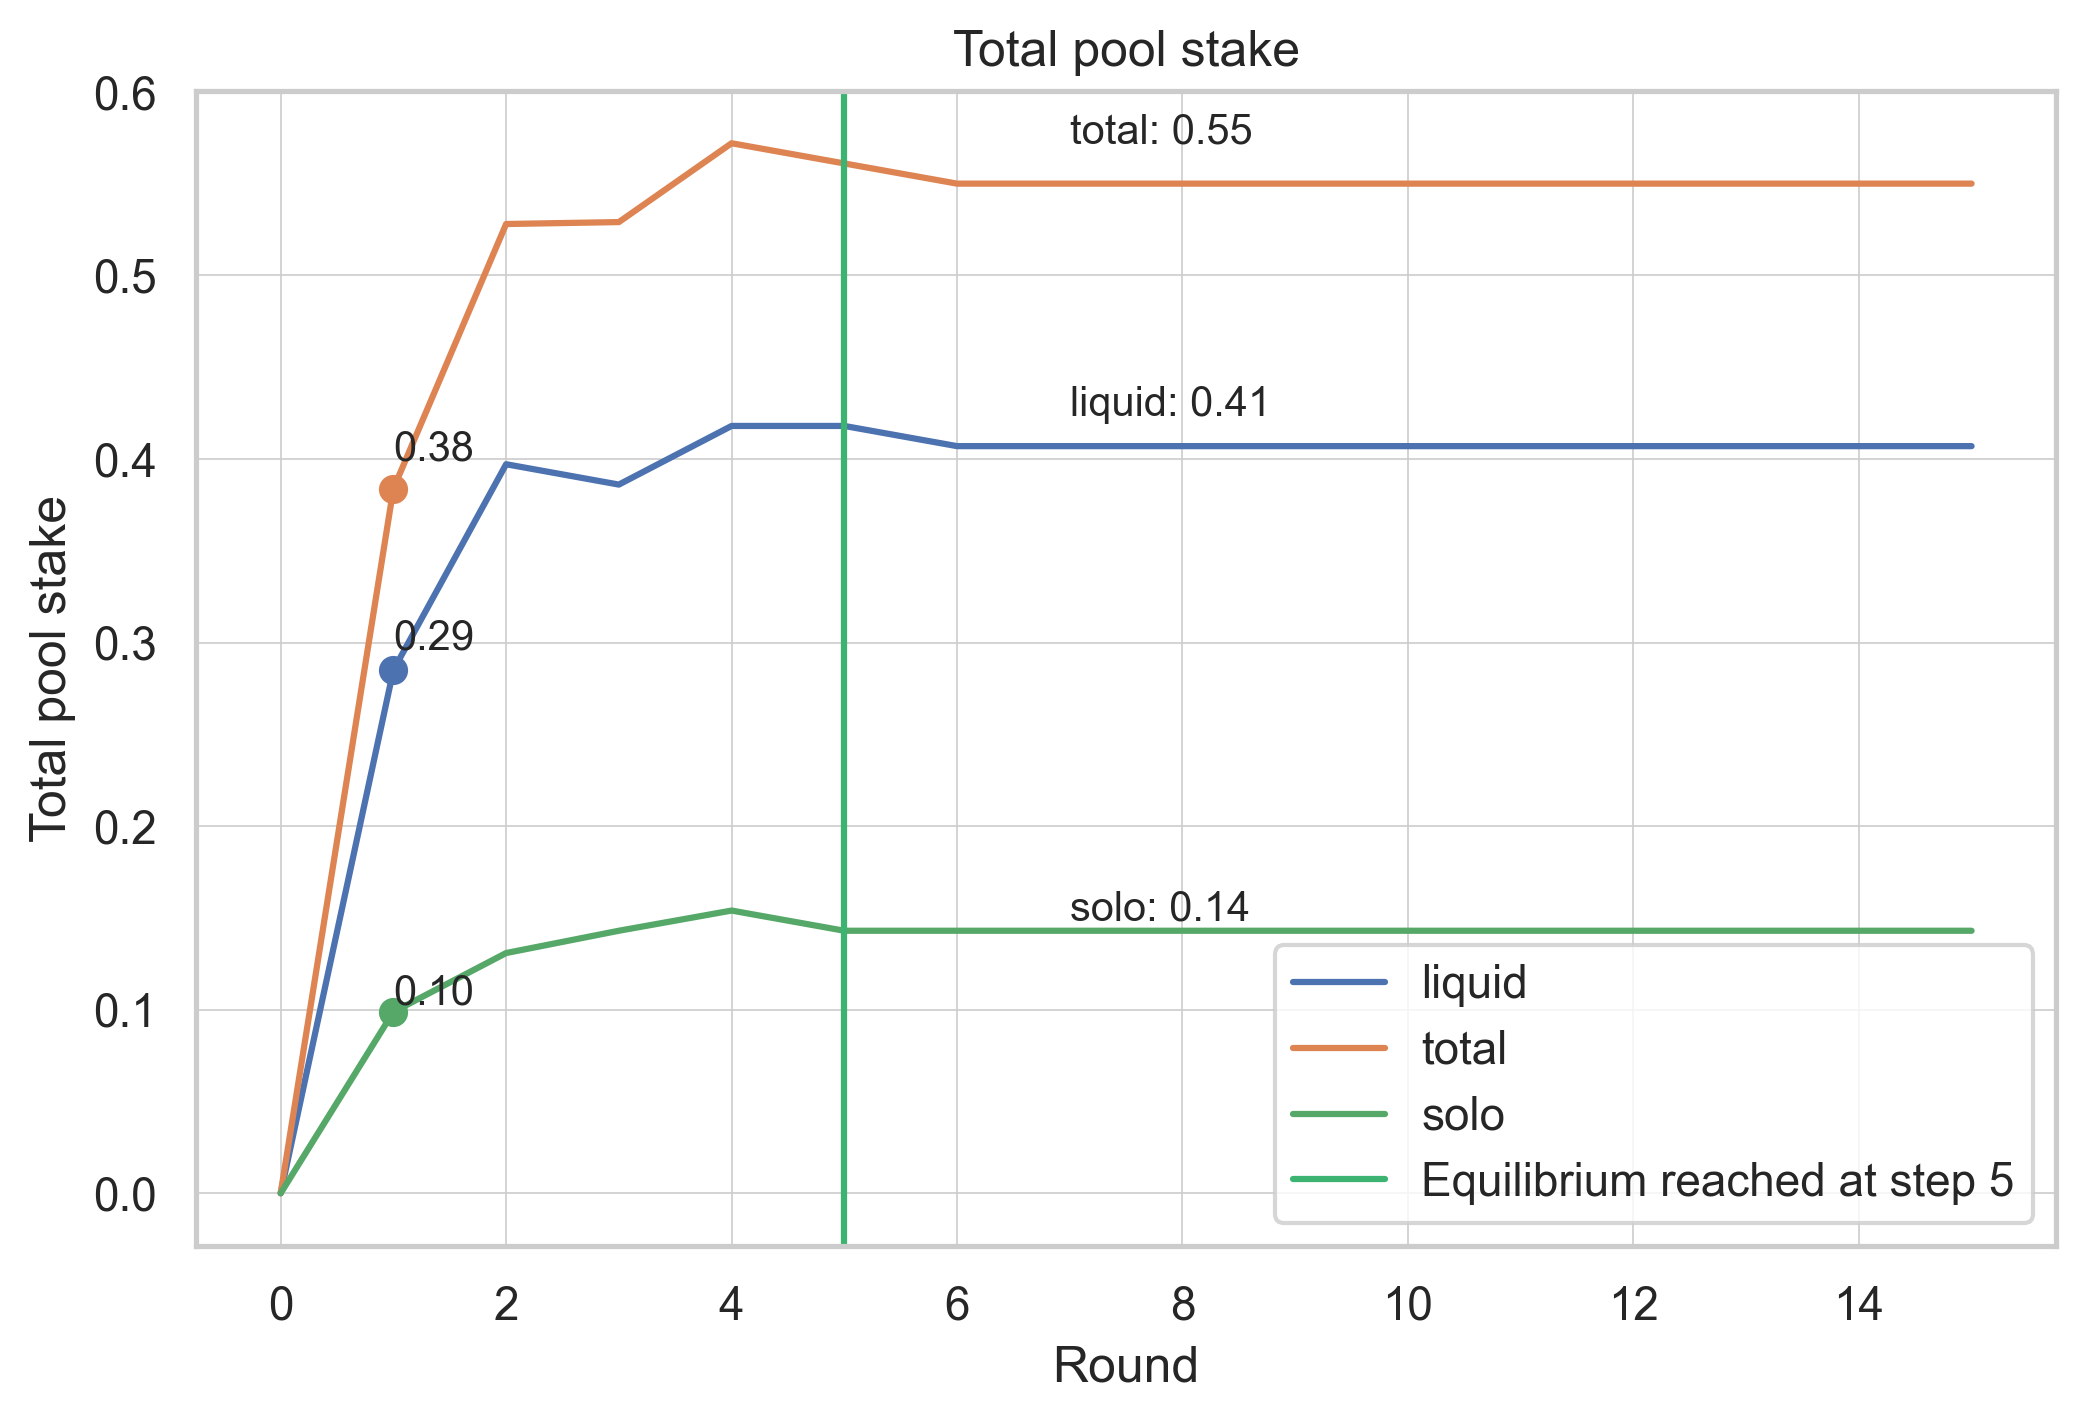 Total pool stake
Total pool stake
0.6
0.5
0.4
0.3
0.2
0.1
0.0
total: 0.55
liquid: 0.41
0.38
0.29
solo: 0.14
0.10
liquid
total
solo
Equilibrium reached at step 5
0 2 4 6 8 10 12 14
Round